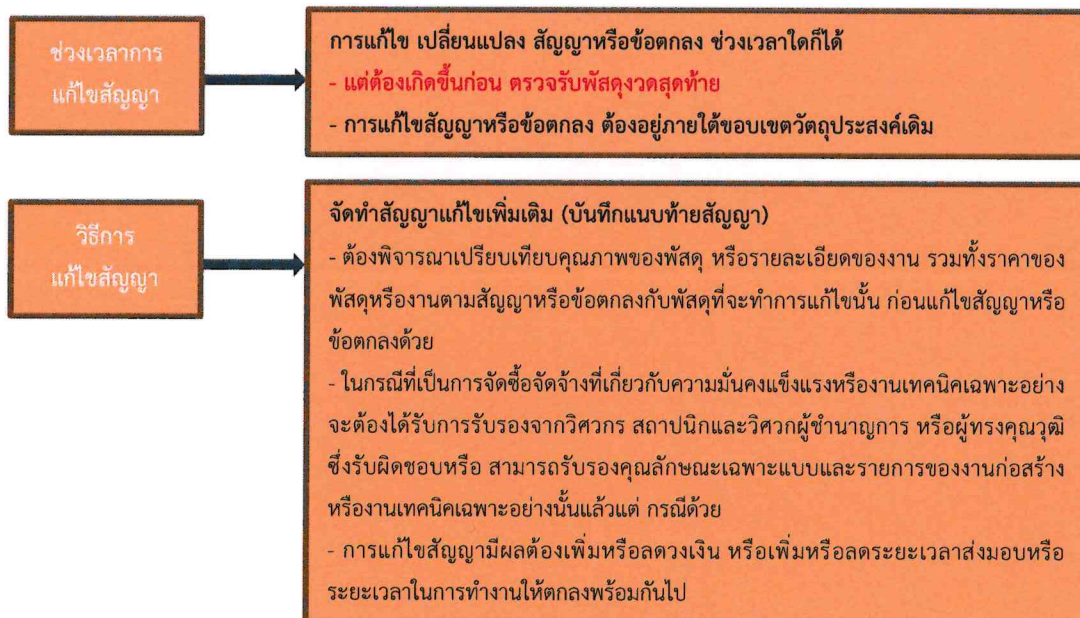 ช่วงเวลาการ
แก้ไขสัญญา
การแก้ไข เปลี่ยนแปลง สัญญาหรือข้อตกลง ช่วงเวลาใดก็ได้
- แต่ต้องเกิดขึ้นก่อน ตรวจรับพัสดุงวดสุดท้าย
- การแก้ไขสัญญาหรือข้อตกลง ต้องอยู่ภายใต้ขอบเขตวัตถุประสงค์เดิม
วิธีการ
แก้ไขสัญญา
จัดทำสัญญาแก้ไขเพิ่มเติม (บันทึกแนบท้ายสัญญา)
- ต้องพิจารณาเปรียบเทียบคุณภาพของพัสดุ หรือรายละเอียดของงาน รวมทั้งราคาของ
พัสดุหรืองานตามสัญญาหรือข้อตกลงกับพัสดุที่จะทำการแก้ไขนั้น ก่อนแก้ไขสัญญาหรือ
ข้อตกลงด้วย
- ในกรณีที่เป็นการจัดซื้อจัดจ้างที่เกี่ยวกับความมั่นคงแข็งแรงหรืองานเทคนิคเฉพาะอย่าง
จะต้องได้รับการรับรองจากวิศวกร สถาปนิกและวิศวกผู้ชำนาญการ หรือผู้ทรงคุณวุฒิ
ซึ่งรับผิดชอบหรือ สามารถรับรองคุณลักษณะเฉพาะแบบและรายการของงานก่อสร้าง
หรืองานเทคนิคเฉพาะอย่างนั้นแล้วแต่ กรณีด้วย
- การแก้ไขสัญญามีผลต้องเพิ่มหรือลดวงเงิน หรือเพิ่มหรือลดระยะเวลาส่งมอบหรือ
ระยะเวลาในการทำงานให้ตกลงพร้อมกันไป